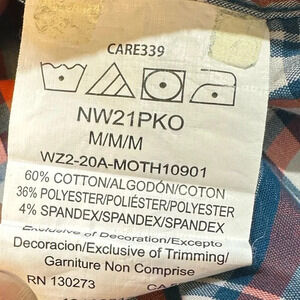 CARE339
NW21PKO
M/M/M
WZ2-20A-MOTH10901
60% COTTON/ALGODÓN/COTON
36% POLYESTER/POLIÉSTER/POLYESTER
4% SPANDEX/SPANDEX/SPANDEX
Exclusive of Decoration/Excepto
Decoracion/Exclusive of Trimming/
Garniture Non Comprise
RN 130273